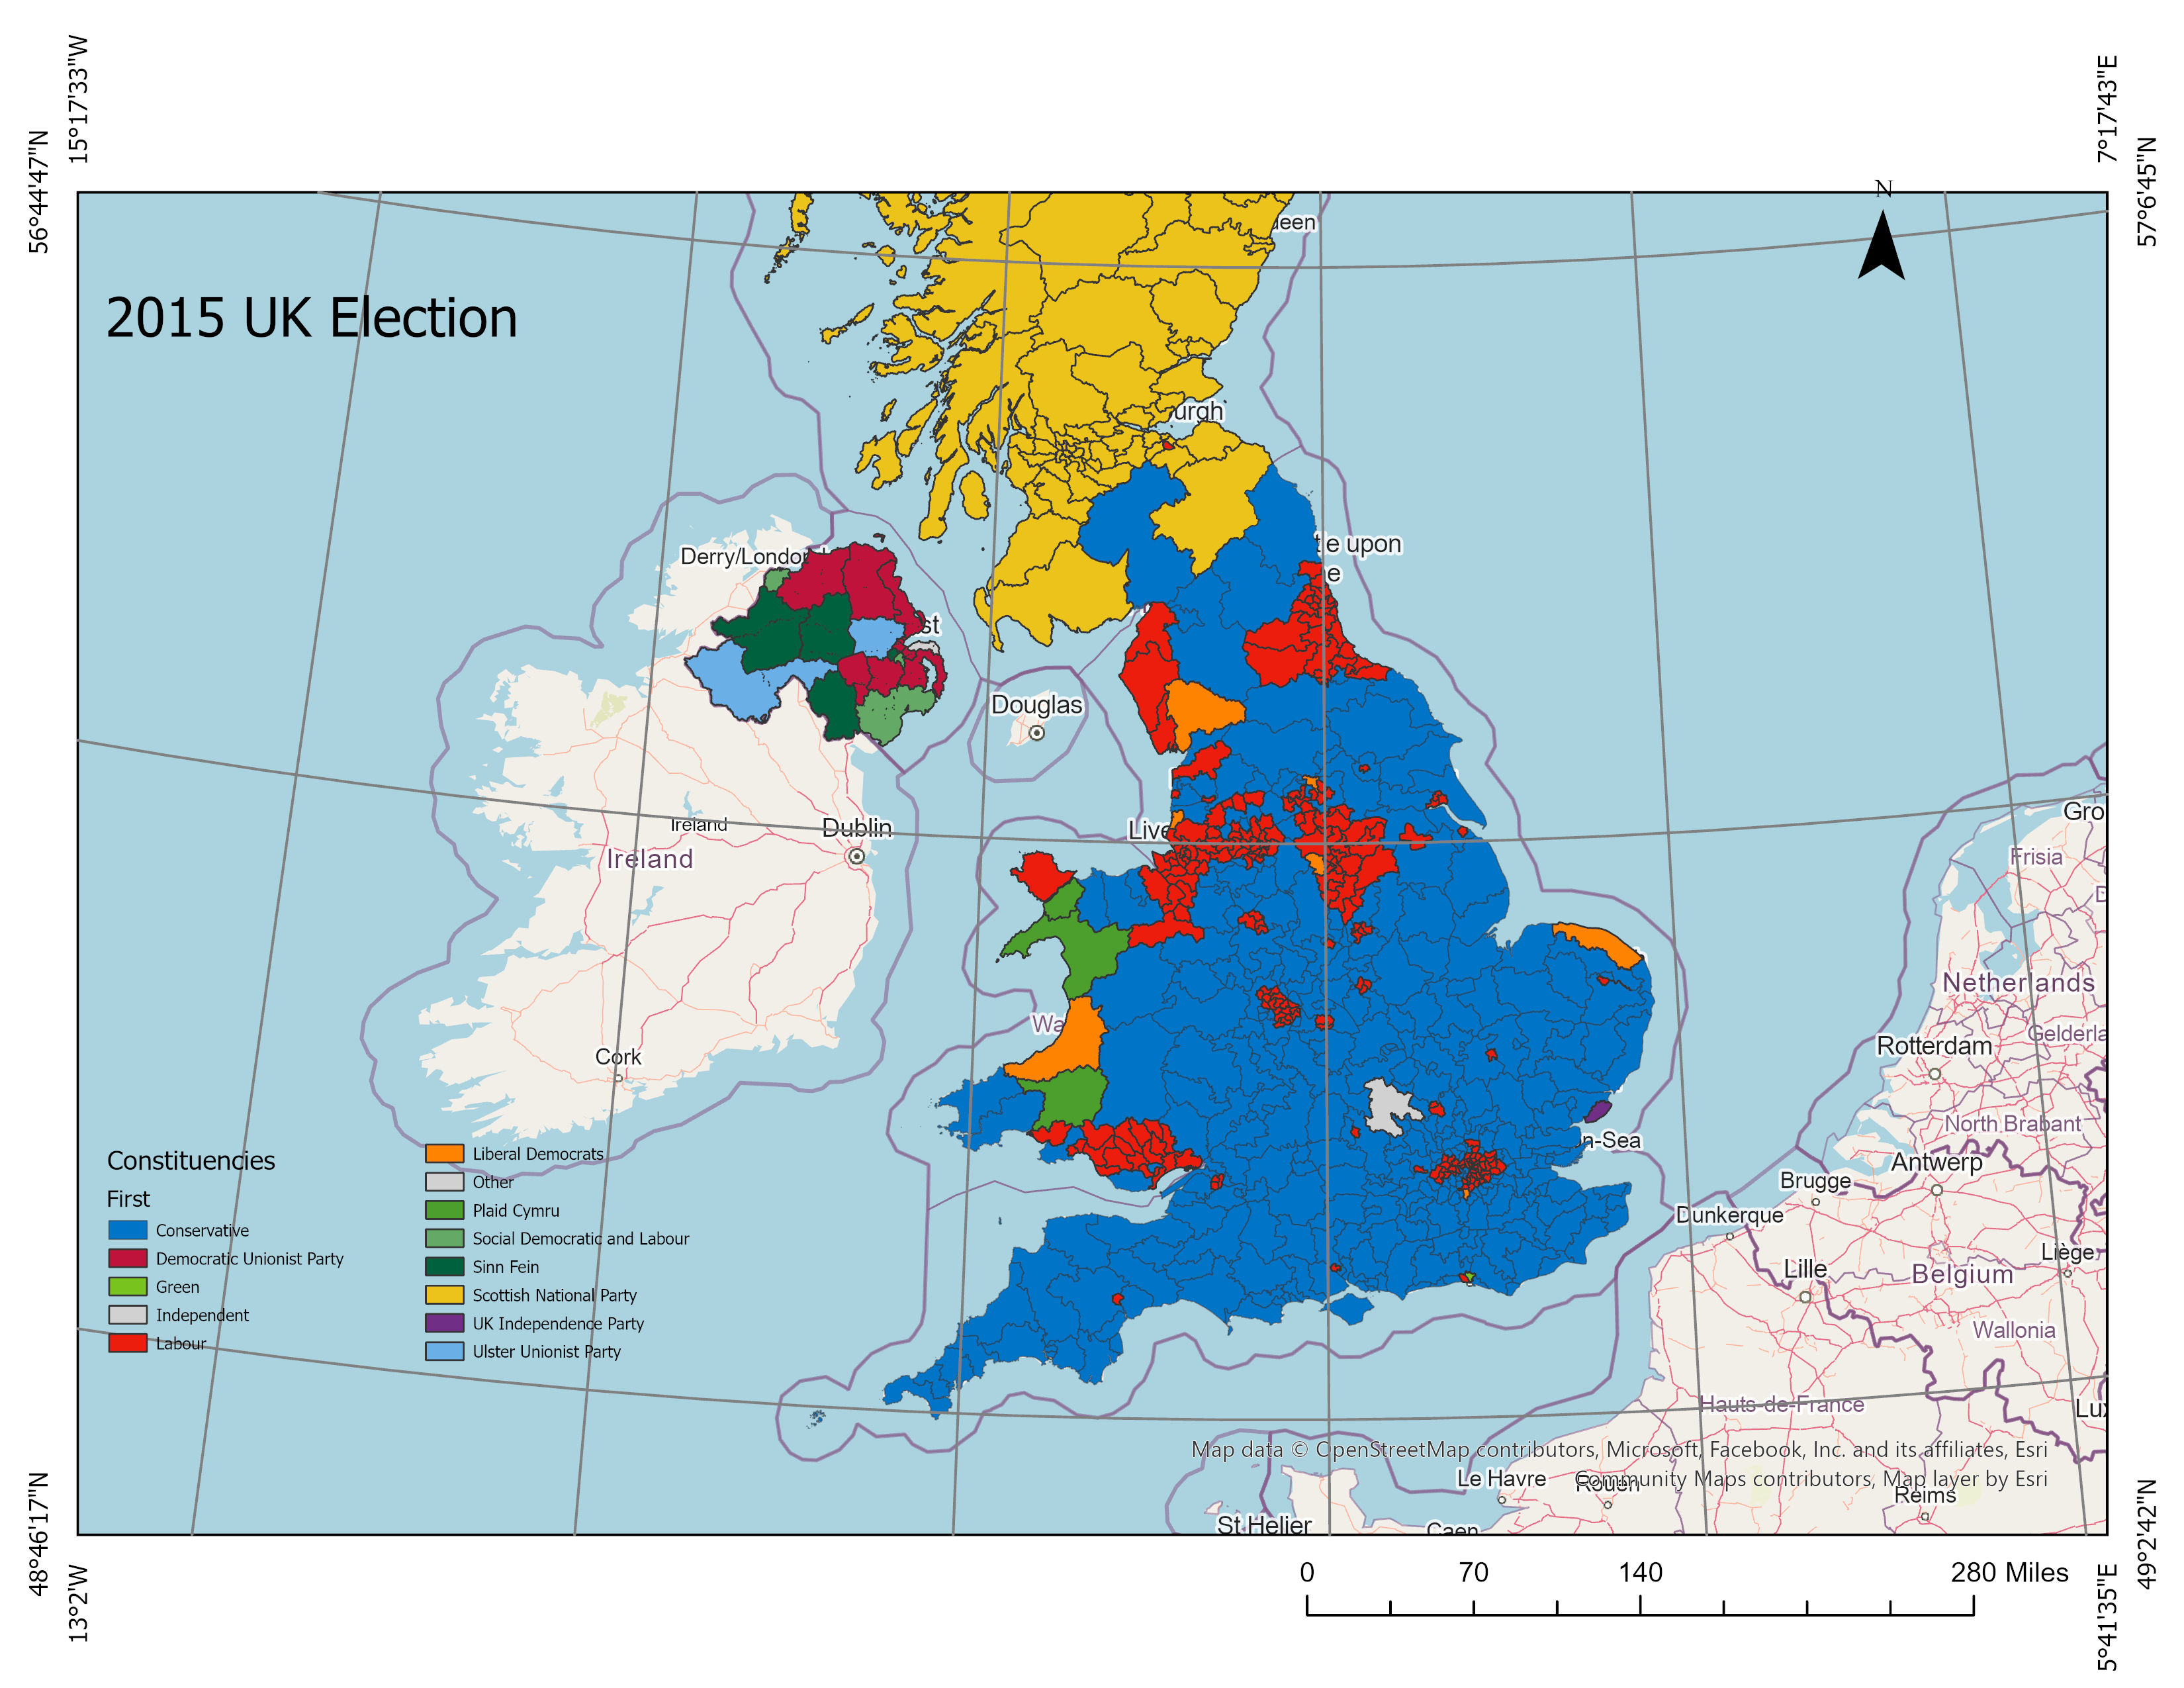 15°17'33"W
7°17'43"E
56°44'47"N
57°6'45"N
N
deen
2015 UK Election
urgh
e upon
e
Derry/London
st
Douglas
Live
Dublin
Ireland
Ireland
Gro
Frisia
D
Netherlands
Wa
Gelderla
Rotterdam
Cork
North Brabant
n-Sea
Antwerp
Brugge
Dunkerque
Liège
Lille
Belgium
Wallonia
Hauts-de-France
Lux
Constituencies
First
Conservative
Democratic Unionist Party
Green
Independent
Labour
Liberal Democrats
Other
Plaid Cymru
Social Democratic and Labour
Sinn Fein
Scottish National Party
UK Independence Party
Ulster Unionist Party
Map data © OpenStreetMap contributors, Microsoft, Facebook, Inc. and its affiliates, Esri
Community Maps contributors, Map layer by Esri
Le Havre
Rouen
Reims
St Helier
Caen
48°46'17"N
49°2'42"N
13°2'W
5°41'35"E
0 70 140 280 Miles